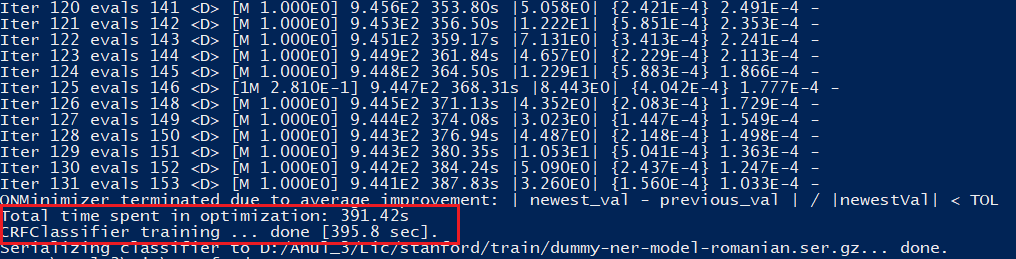 Iter 120 evals 141 <D> [M 1.000E0] 9.456E2 353.80s |5.058E0| {2.421E-4} 2.491E-4 -
Iter 121 evals 142 <D> [M 1.000E0] 9.453E2 356.50s |1.222E1| {5.851E-4} 2.353E-4 -
Iter 122 evals 143 <D> [M 1.000E0] 9.451E2 359.17s |7.131E0| {3.413E-4} 2.241E-4 -
Iter 123 evals 144 <D> [M 1.000E0] 9.449E2 361.84s |4.657E0| {2.229E-4} 2.113E-4 -
Iter 124 evals 145 <D> [M 1.000E0] 9.448E2 364.50s |1.229E1| {5.883E-4} 1.866E-4 -
Iter 125 evals 146 <D> [1M 2.810E-1] 9.447E2 368.31s |8.443E0| {4.042E-4} 1.777E-4 -
Iter 126 evals 148 <D> [M 1.000E0] 9.445E2 371.13s |4.352E0| {2.083E-4} 1.729E-4 -
Iter 127 evals 149 <D> [M 1.000E0] 9.444E2 374.08s |3.023E0| {1.447E-4} 1.549E-4 -
Iter 128 evals 150 <D> [M 1.000E0] 9.443E2 376.94s |4.487E0| {2.148E-4} 1.498E-4 -
Iter 129 evals 151 <D> [M 1.000E0] 9.443E2 380.35s |1.053E1| {5.041E-4} 1.363E-4 -
Iter 130 evals 152 <D> [M 1.000E0] 9.442E2 384.24s |5.090E0| {2.437E-4} 1.247E-4 -
Iter 131 evals 153 <D> [M 1.000E0] 9.441E2 387.83s |3.260E0| {1.560E-4} 1.033E-4 -
QNMinimizer terminated due to average improvement: | newest_val - previous_val | / |newestVal| < TOL
Total time spent in optimization: 391.42s
CRFClassifier training ... done [395.8 sec].
Serializing classifier to D:/Anul_3/Lic/stanford/train/dummy-ner-model-romanian.ser.gz... done.